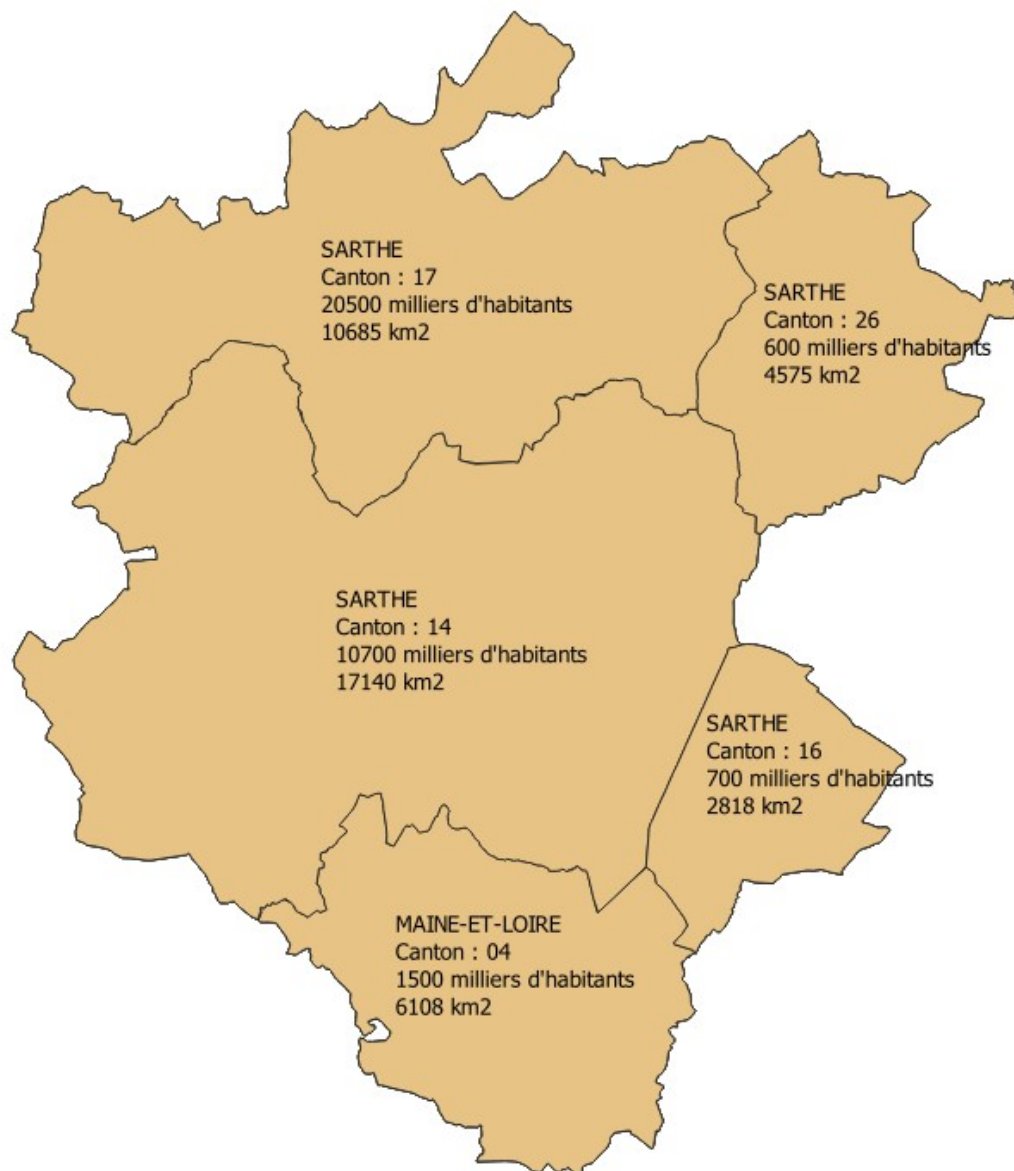 SARTHE
Canton : 17
20500 milliers d'habitants
10685 km2
SARTHE
Canton : 26
600 milliers d'habitants
4575 km2
SARTHE
Canton : 14
10700 milliers d'habitants
17140 km2
SARTHE
Canton : 16
700 milliers d'habitants
2818 km2
MAINE-ET-LOIRE
Canton : 04
1500 milliers d'habitants
6108 km2